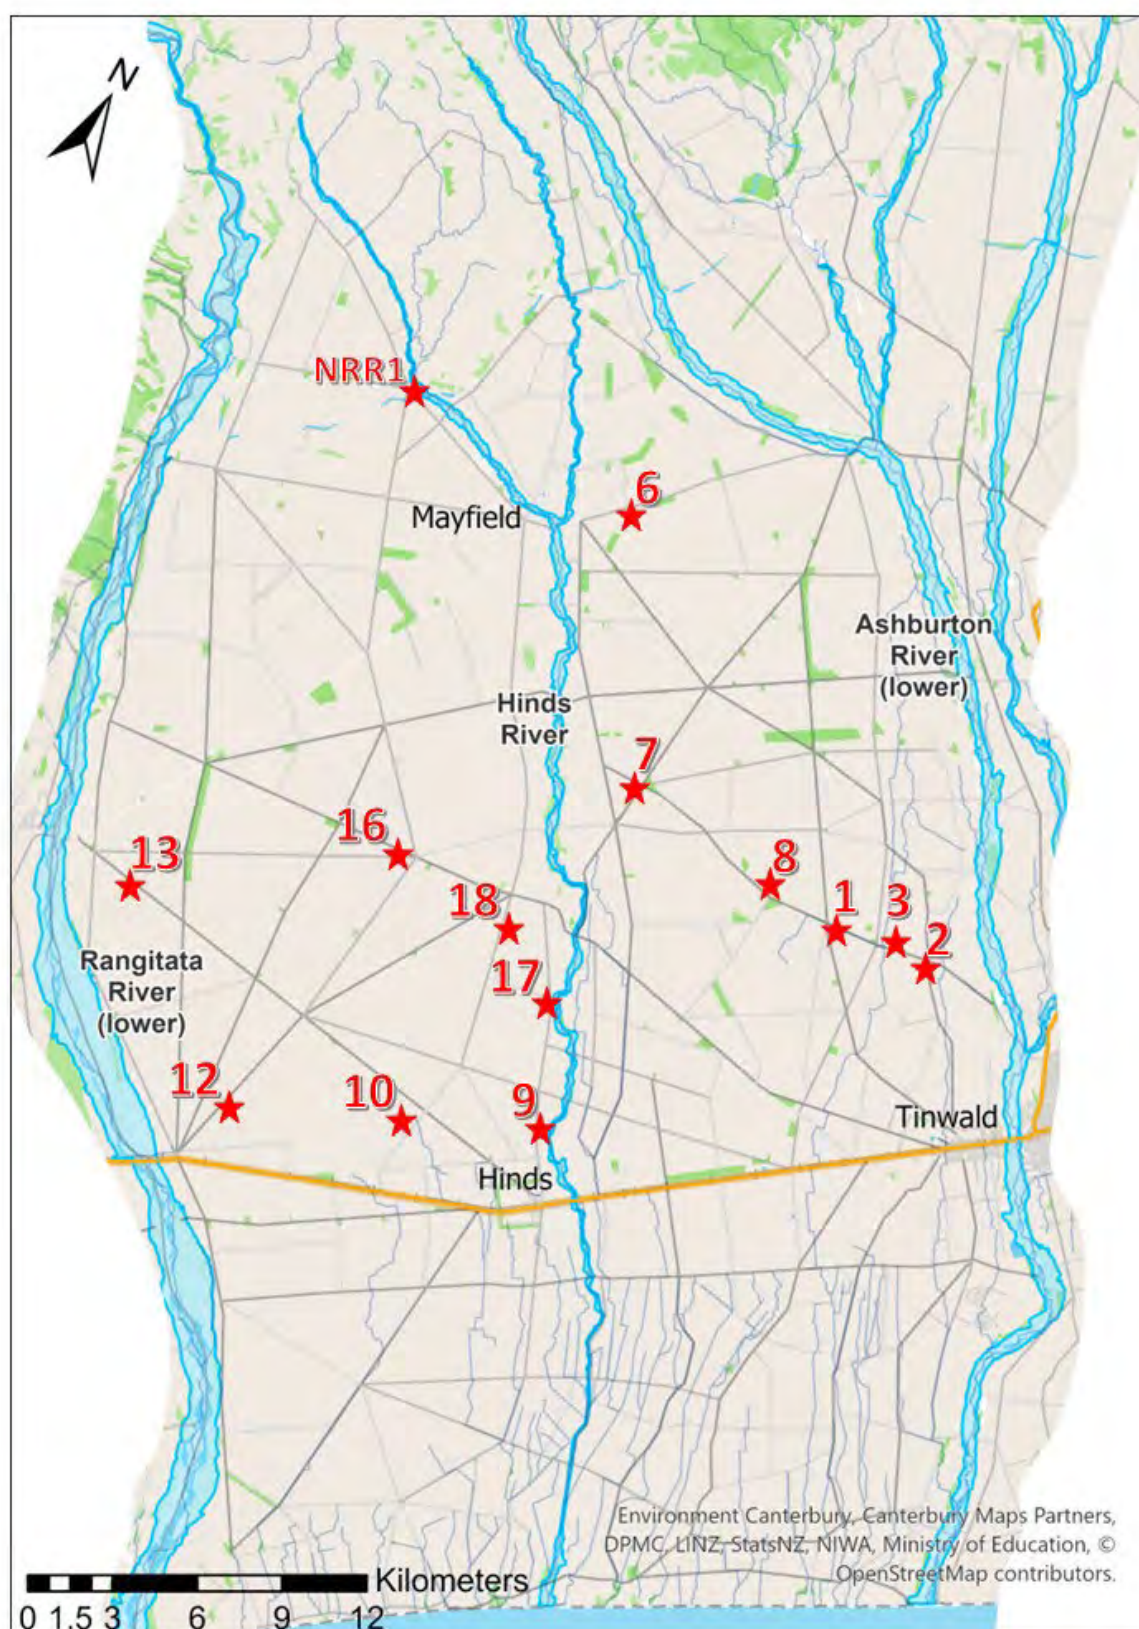 N
NRR1
6
Mayfield
Ashburton
River
(lower)
Hinds
River
7
16
13
8
18
1
3
2
Rangitata
River
(lower)
17
12
10
9
Tinwald
Hinds
Environment Canterbury, Canterbury Maps Partners,
DPMC, LINZ, StatsNZ, NIWA, Ministry of Education, ©
OpenStreetMap contributors.
Kilometers
0 1.5 3 6 9 12